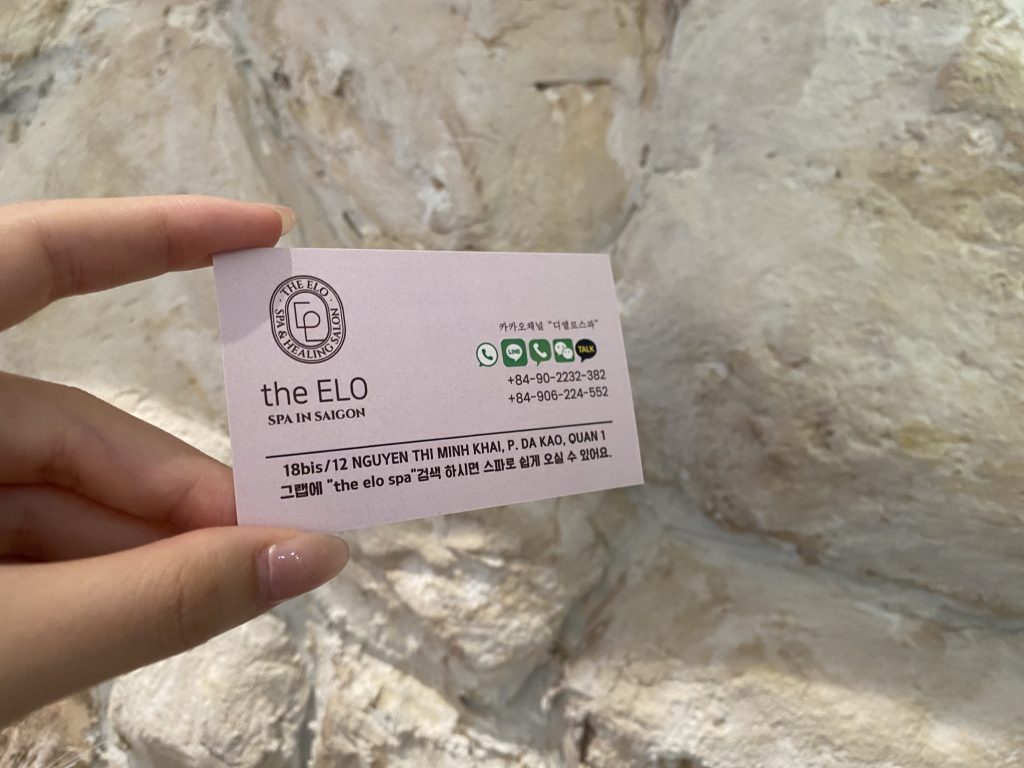 THE ELO
SPA & HEALING SALON
the ELO
SPA IN SAIGON
카카오채널 "디엘로스파"
LINE
TALK
+84-90-2232-382
+84-906-224-552
18bis/12 NGUYEN THI MINH KHAI, P. DA KAO, QUAN 1
그랩에 "the elo spa"검색 하시면 스파로 쉽게 오실 수 있어요.